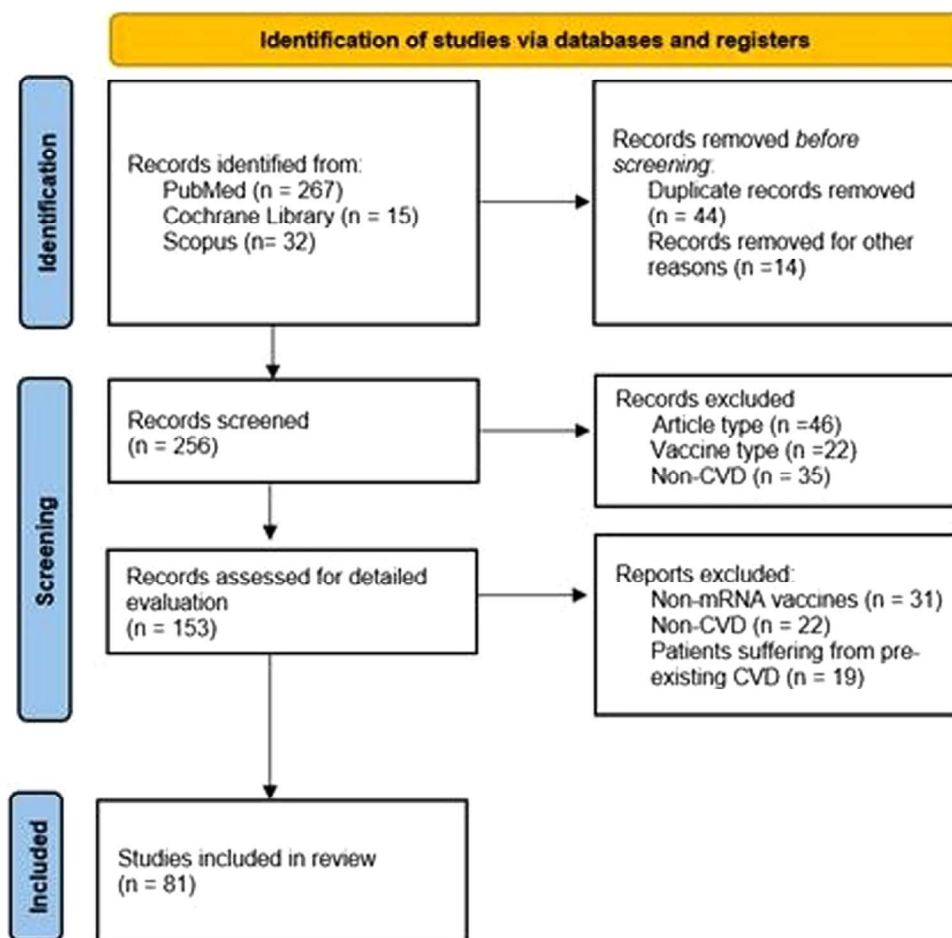 Identification of studies via databases and registers
Identification
Records identified from:
PubMed (n = 267)
Cochrane Library (n = 15)
Scopus (n= 32)
Records removed before
screening:
Duplicate records removed
(n = 44)
Records removed for other
reasons (n =14)
Screening
Records screened
(n = 256)
Records excluded
Article type (n =46)
Vaccine type (n =22)
Non-CVD (n = 35)
Records assessed for detailed
evaluation
(n = 153)
Reports excluded:
Non-mRNA vaccines (n = 31)
Non-CVD (n = 22)
Patients suffering from pre-
existing CVD (n = 19)
Included
Studies included in review
(n = 81)